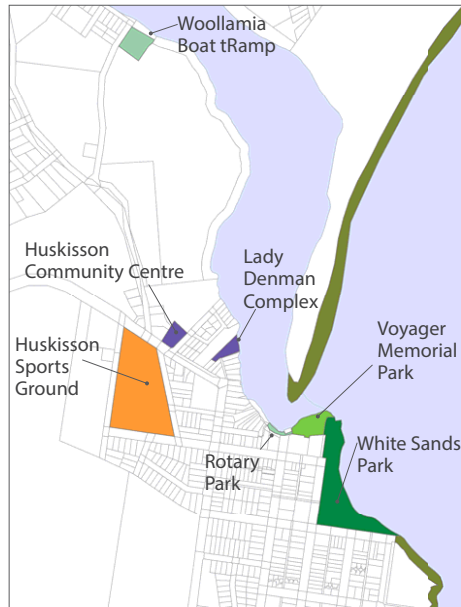 Woollamia
Boat tRamp
Huskisson
Community Centre
Lady
Denman
Complex
Huskisson
Sports
Ground
Voyager
Memorial
Park
Rotary
Park
White Sands
Park